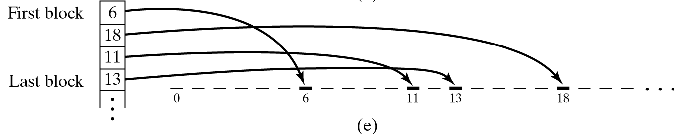 First block 6
18
11
Last block 13
0 6 11 13 18
(e)